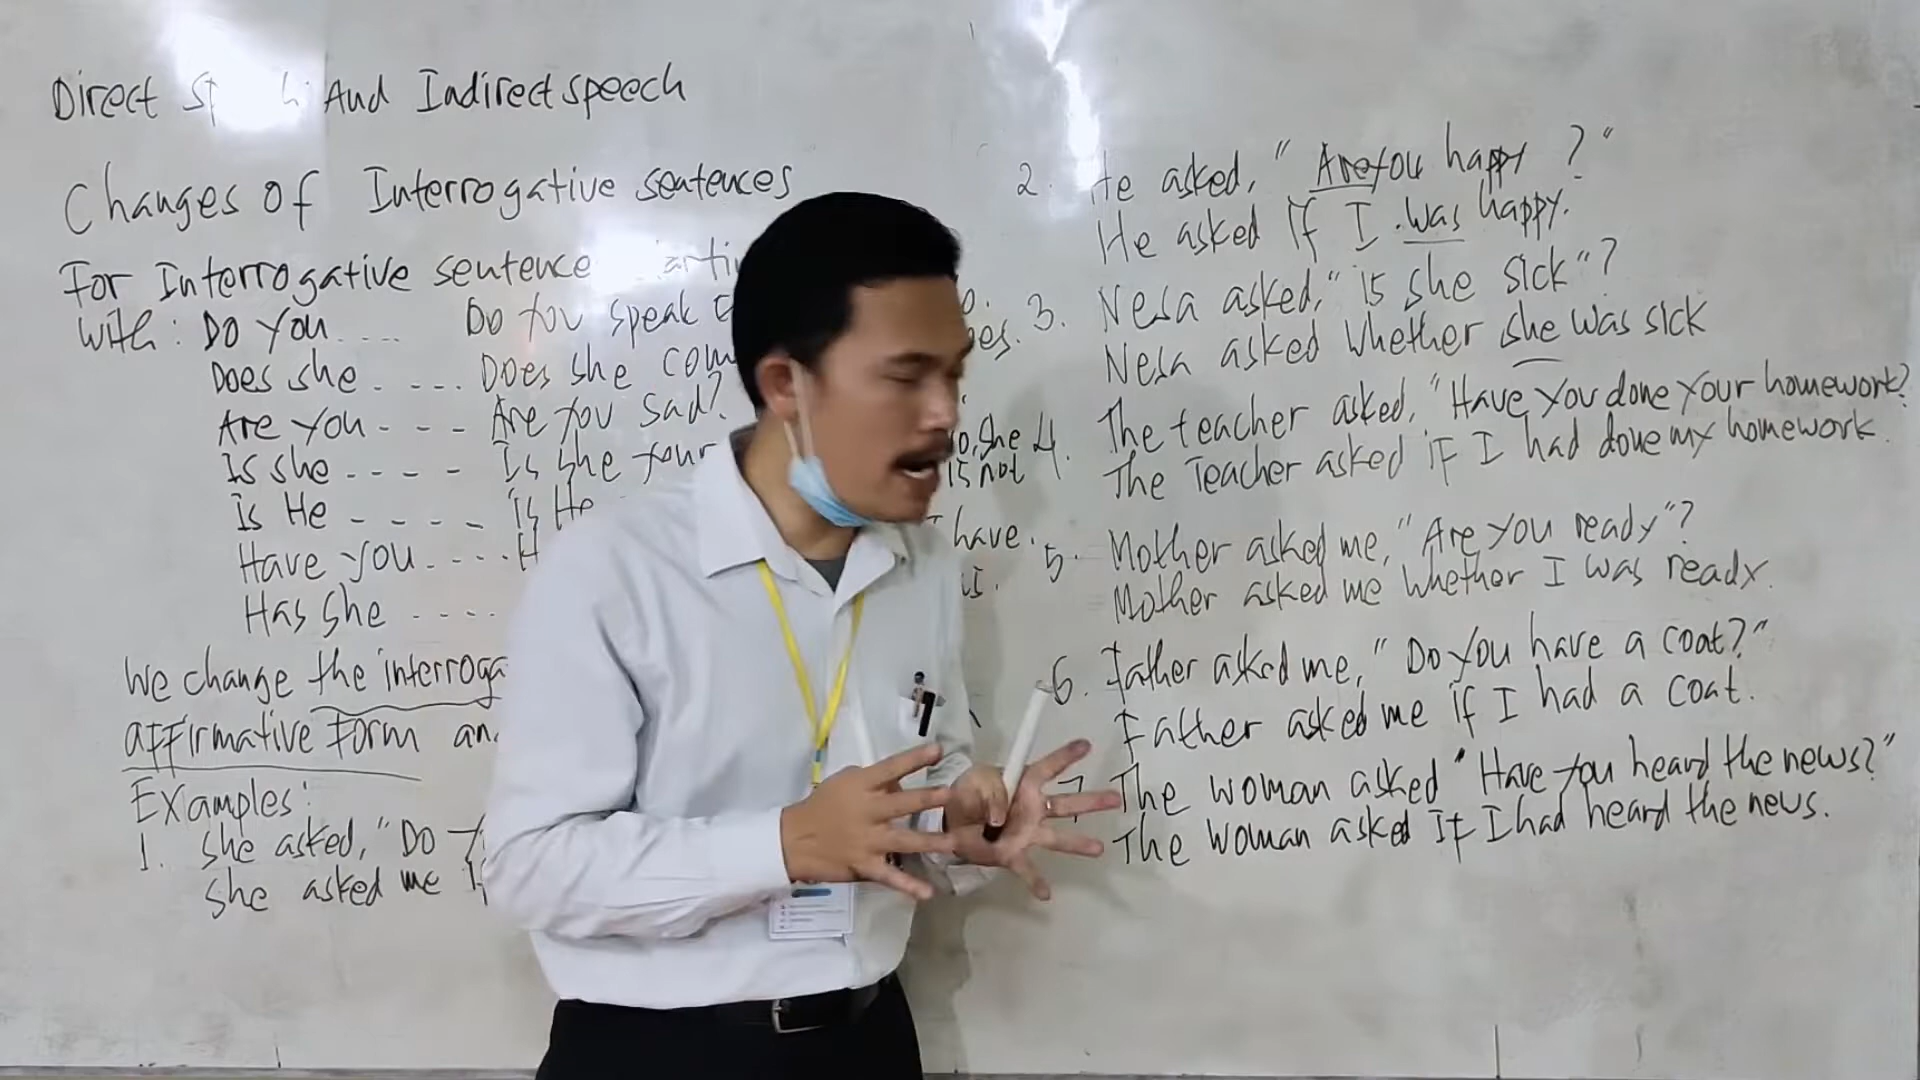 Direct And Indirect speech
Changes of Interrogative sentences
For Interrogative sentence
with: Do you.... Do you speak
Does she.... Does she
Are you---- Are you sad?
Is she---- Is she your
is He---- is He
Have you....
Has she ----
We change the
affirmative form
Examples:
1. She asked, "Do
she asked me
she
is not
have.
2. He asked, "Are you happy?"
He asked If I was happy.
3. Nesa asked, "is she sick"?
Nesa asked whether she was sick
4. The teacher asked, "Have you done your homework?
The Teacher asked if I had done my homework.
5. Mother asked me, "Are you ready"?
Mother asked me whether I was ready.
6. Father asked me, "Do you have a coat?"
Father asked me if I had a coat.
7. The woman asked "Have you heard the news?"
The woman asked If I had heard the news.